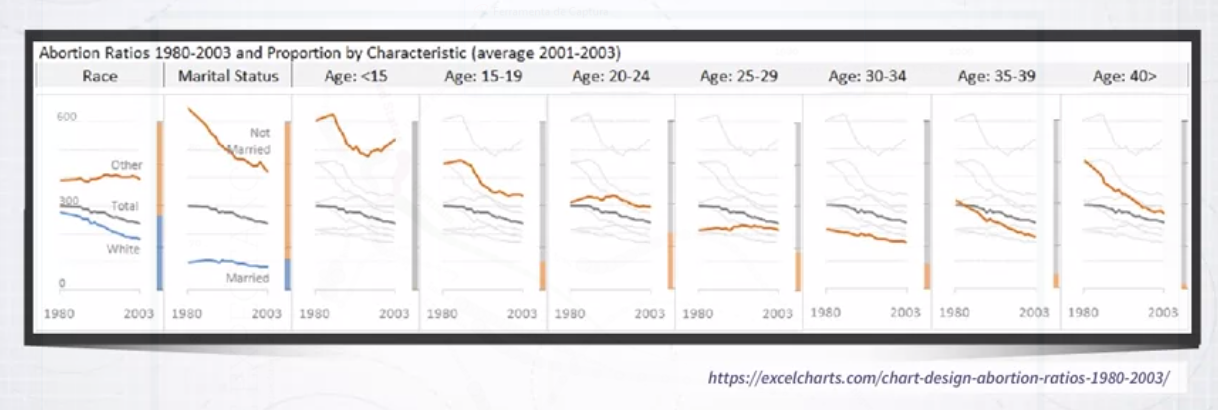 Abortion Ratios 1980-2003 and Proportion by Characteristic (average 2001-2003)
Race Marital Status Age: <15 Age: 15-19 Age: 20-24 Age: 25-29 Age: 30-34 Age: 35-39 Age: 40>
600
Not
Married
Other
300 Total
White
Married
0
1980 2003 1980 2003 1980 2003 1980 2003 1980 2003 1980 2003 1980 2003 1980 2003 1980 2003
https://excelcharts.com/chart-design-abortion-ratios-1980-2003/